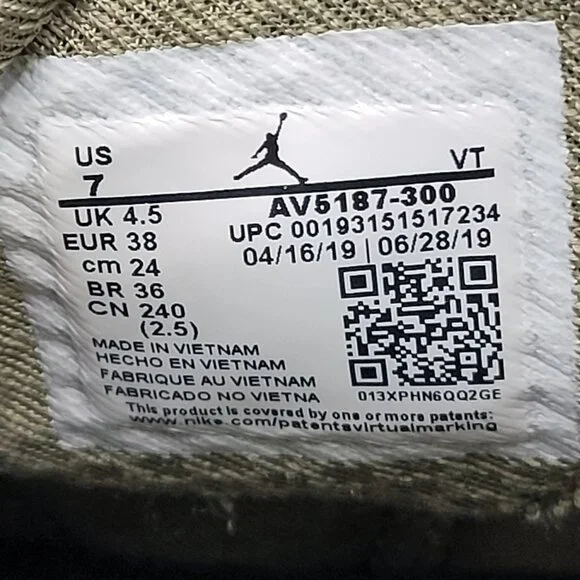 US
7
VT
UK 4.5
EUR 38
cm 24
BR 36
CN 240
(2.5)
AV5187-300
UPC 00193151517234
04/16/19 | 06/28/19
MADE IN VIETNAM
HECHO EN VIETNAM
FABRIQUE AU VIETNAM
FABRICADO NO VIETNA
013XPHN6QQ2GE
This product is covered by one or more patents:
www.nike.com/patentsvirtualmarking